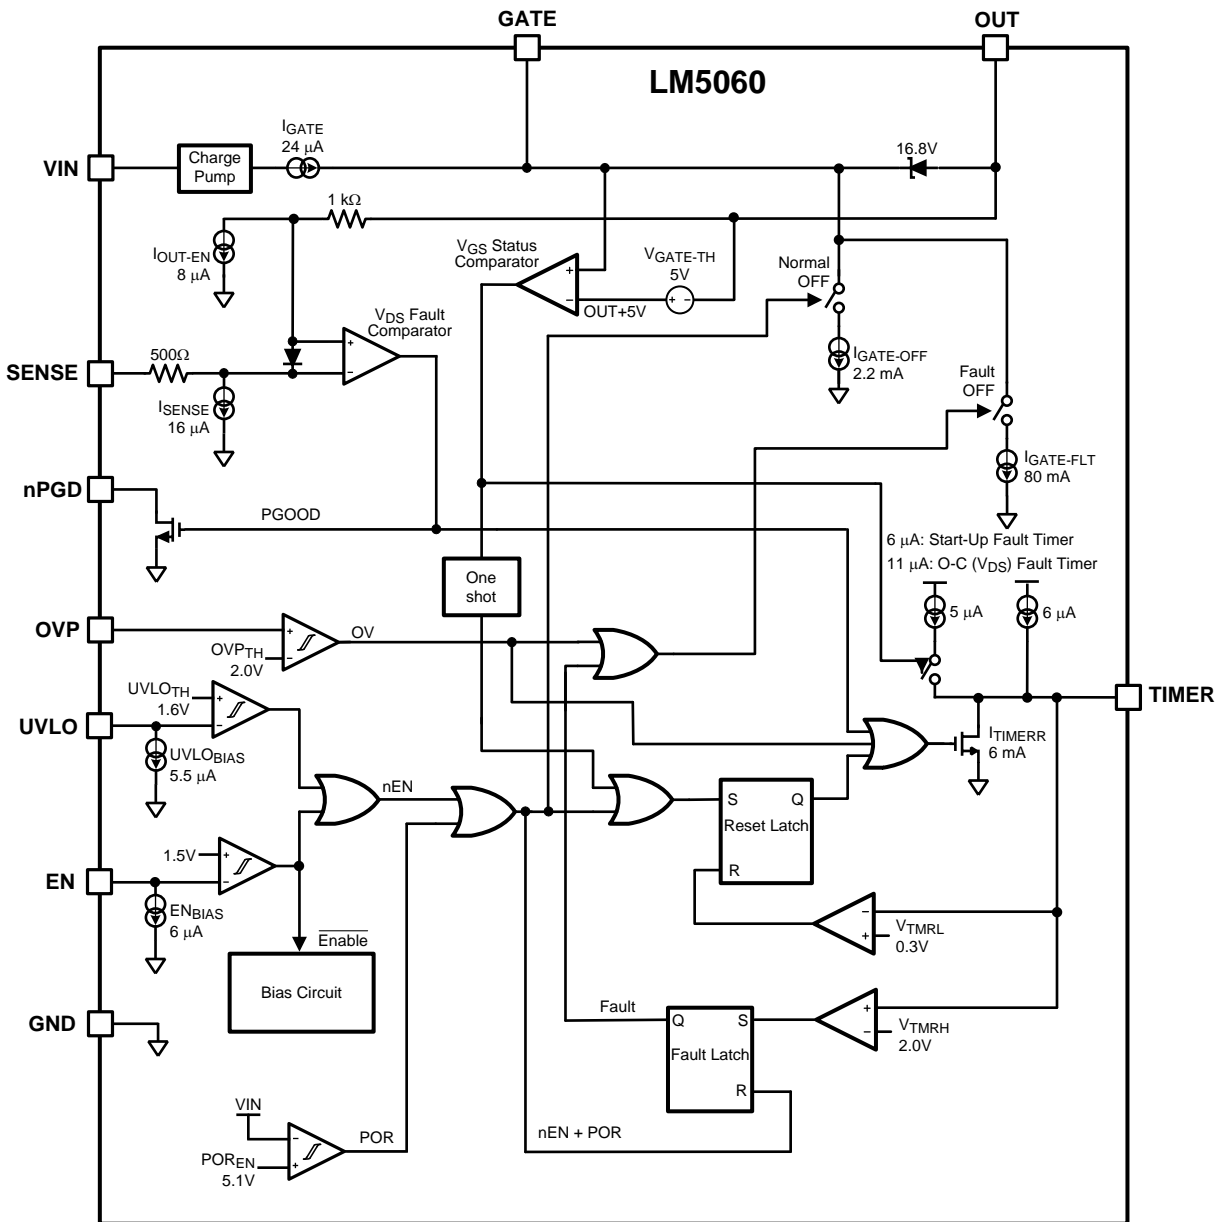 GATE
OUT
LM5060
IGATE
24 μA
16.8V
VIN
Charge
Pump
1 kΩ
VGS Status
Comparator
VGATE-TH
5V
Normal
OFF
IOUT-EN
8 μA
+
−
+ −
OUT+5V
VDS Fault
Comparator
IGATE-OFF
2.2 mA
500Ω
SENSE
+
−
Fault
OFF
ISENSE
16 μA
IGATE-FLT
80 mA
nPGD
PGOOD
6 μA: Start-Up Fault Timer
11 μA: O-C (VDS) Fault Timer
One
shot
5 μA
6 μA
OVP
+
−
OV
OVPTH
2.0V
UVLOTH
1.6V
+
−
UVLO
TIMER
UVLOBIAS
5.5 μA
ITIMERR
6 mA
nEN
S
Q
Reset Latch
R
1.5V
+
−
EN
ENBIAS
6 μA
−
+
VTMRL
0.3V
Enable
Bias Circuit
GND
Fault
Q
S
Fault Latch
R
+
−
VTMRH
2.0V
VIN
−
+
POR
nEN + POR
POREN
5.1V